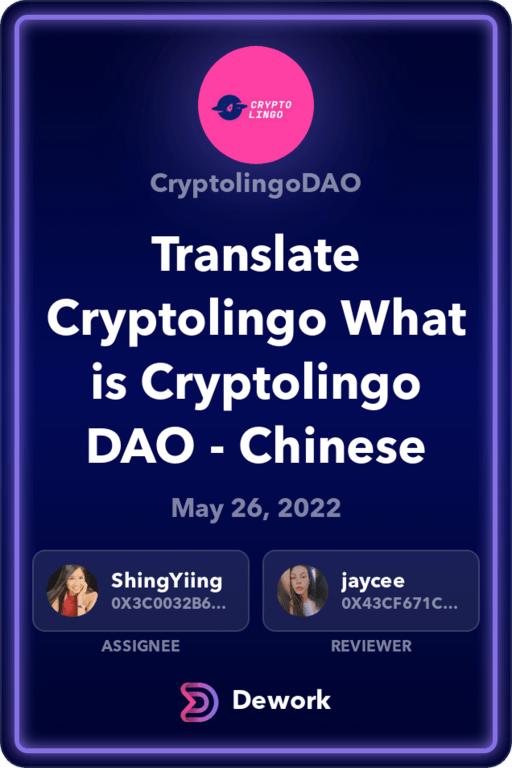 CRYPTO
LINGO
CryptolingoDAO
Translate
Cryptolingo What
is Cryptolingo
DAO - Chinese
May 26, 2022
ShingYiing
0X3C0032B6...
ASSIGNEE
jaycee
0X43CF671C...
REVIEWER
Dework